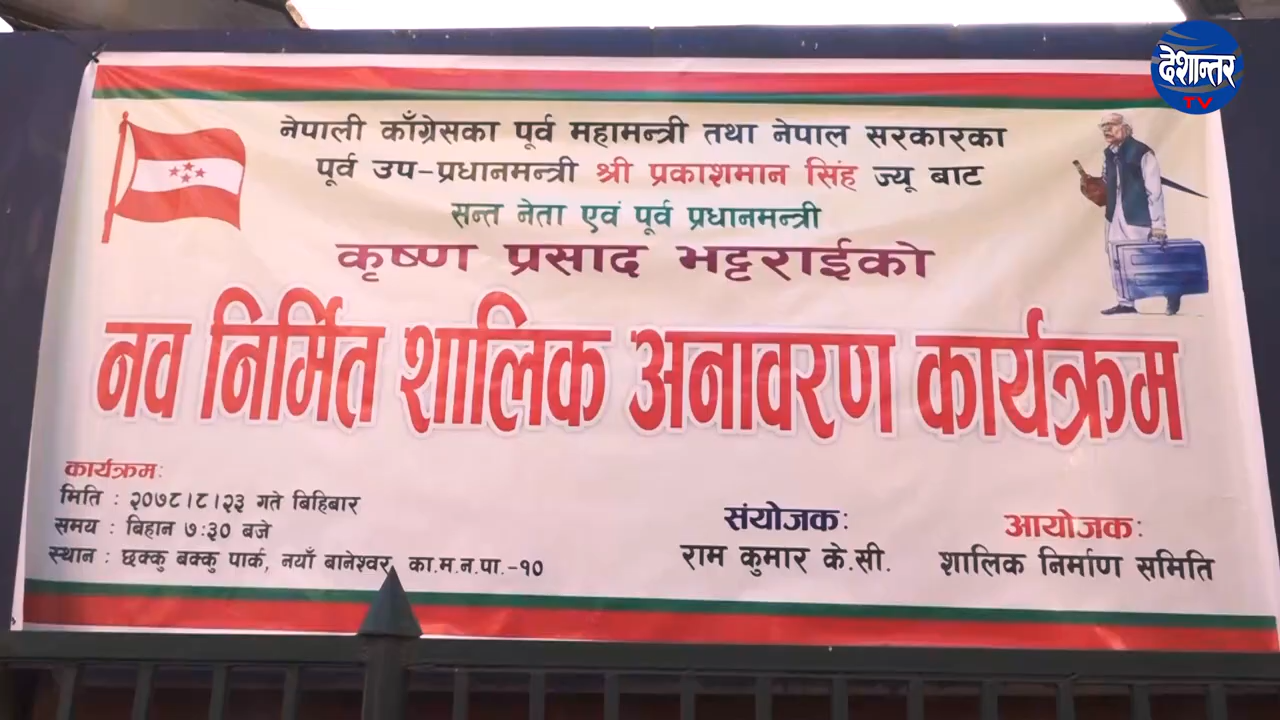 देशान्तर
TV
नेपाली काँग्रेसका पूर्व महामन्त्री तथा नेपाल सरकारका
पूर्व उप-प्रधानमन्त्री श्री प्रकाशमान सिंह ज्यू बाट
सन्त नेता एवं पूर्व प्रधानमन्त्री
कृष्ण प्रसाद भट्टराईको
नव निर्मित शालिक अनावरण कार्यक्रम
कार्यक्रम:
मिति : २०७८।८।२३ गते बिहिबार
समय : बिहान ७:३० बजे
स्थान : छक्कु बक्कु पार्क, नयाँ बानेश्वर, का.म.न.पा.-१०
संयोजक:
राम कुमार के.सी.
आयोजक:
शालिक निर्माण समिति